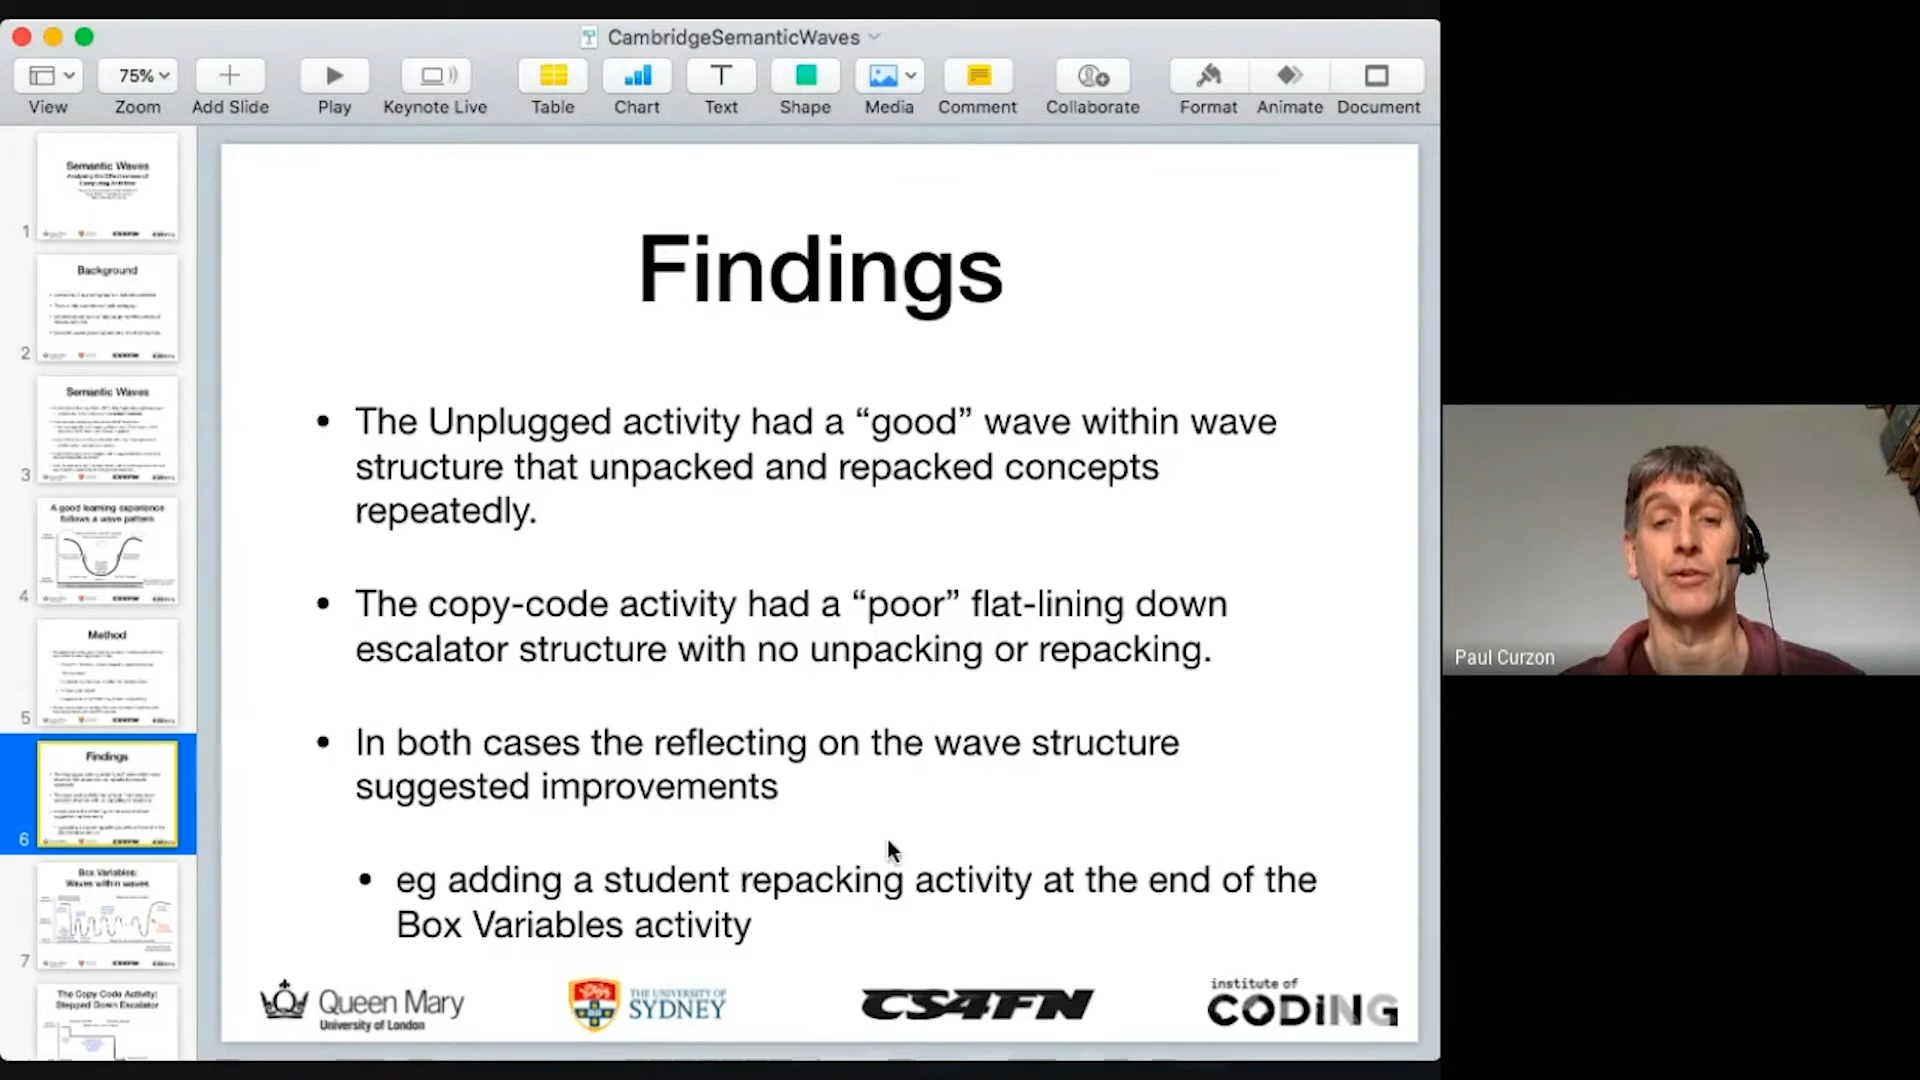 CambridgeSemanticWaves
75%
View
Zoom
Add Slide
Play
Keynote Live
Table
Chart
Text
Shape
Media
Comment
Collaborate
Format
Animate
Document
Semantic Waves
Analysing the Effectiveness of
Computing Activities
1
Background
2
Semantic Waves
3
A good learning experience
follows a wave pattern
4
Method
5
Findings
6
Box Variables:
Waves within waves
7
The Copy Code Activity:
Stepped Down Escalator
Findings
• The Unplugged activity had a “good” wave within wave
structure that unpacked and repacked concepts
repeatedly.
• The copy-code activity had a “poor” flat-lining down
escalator structure with no unpacking or repacking.
• In both cases the reflecting on the wave structure
suggested improvements
• eg adding a student repacking activity at the end of the
Box Variables activity
Queen Mary
University of London
THE UNIVERSITY OF
SYDNEY
CS4FN
institute of
CODING
Paul Curzon